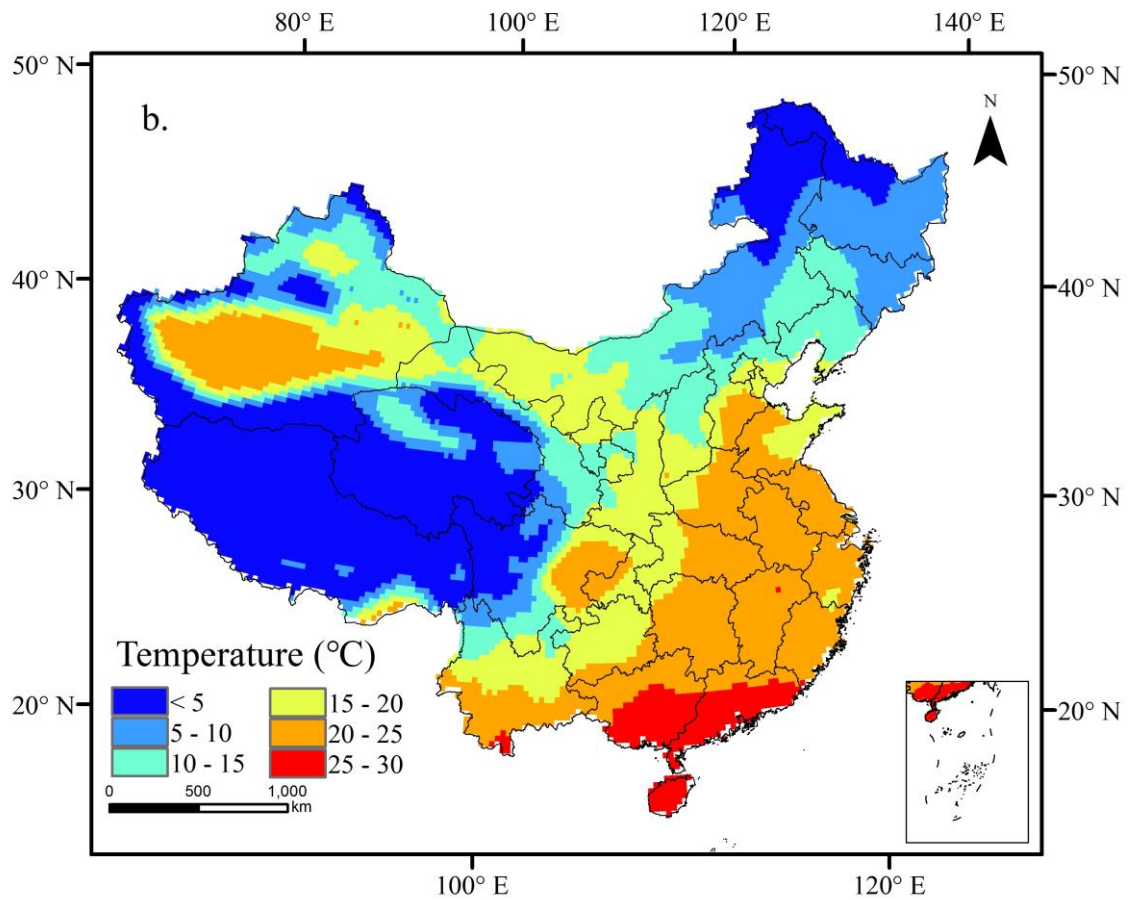 80° E 100° E 120° E 140° E
50° N 50° N
b. N
40° N 40° N
30° N 30° N
Temperature (°C)
< 5 15 - 20
5 - 10 20 - 25
10 - 15 25 - 30
20° N 20° N
0 500 1,000
km
100° E 120° E